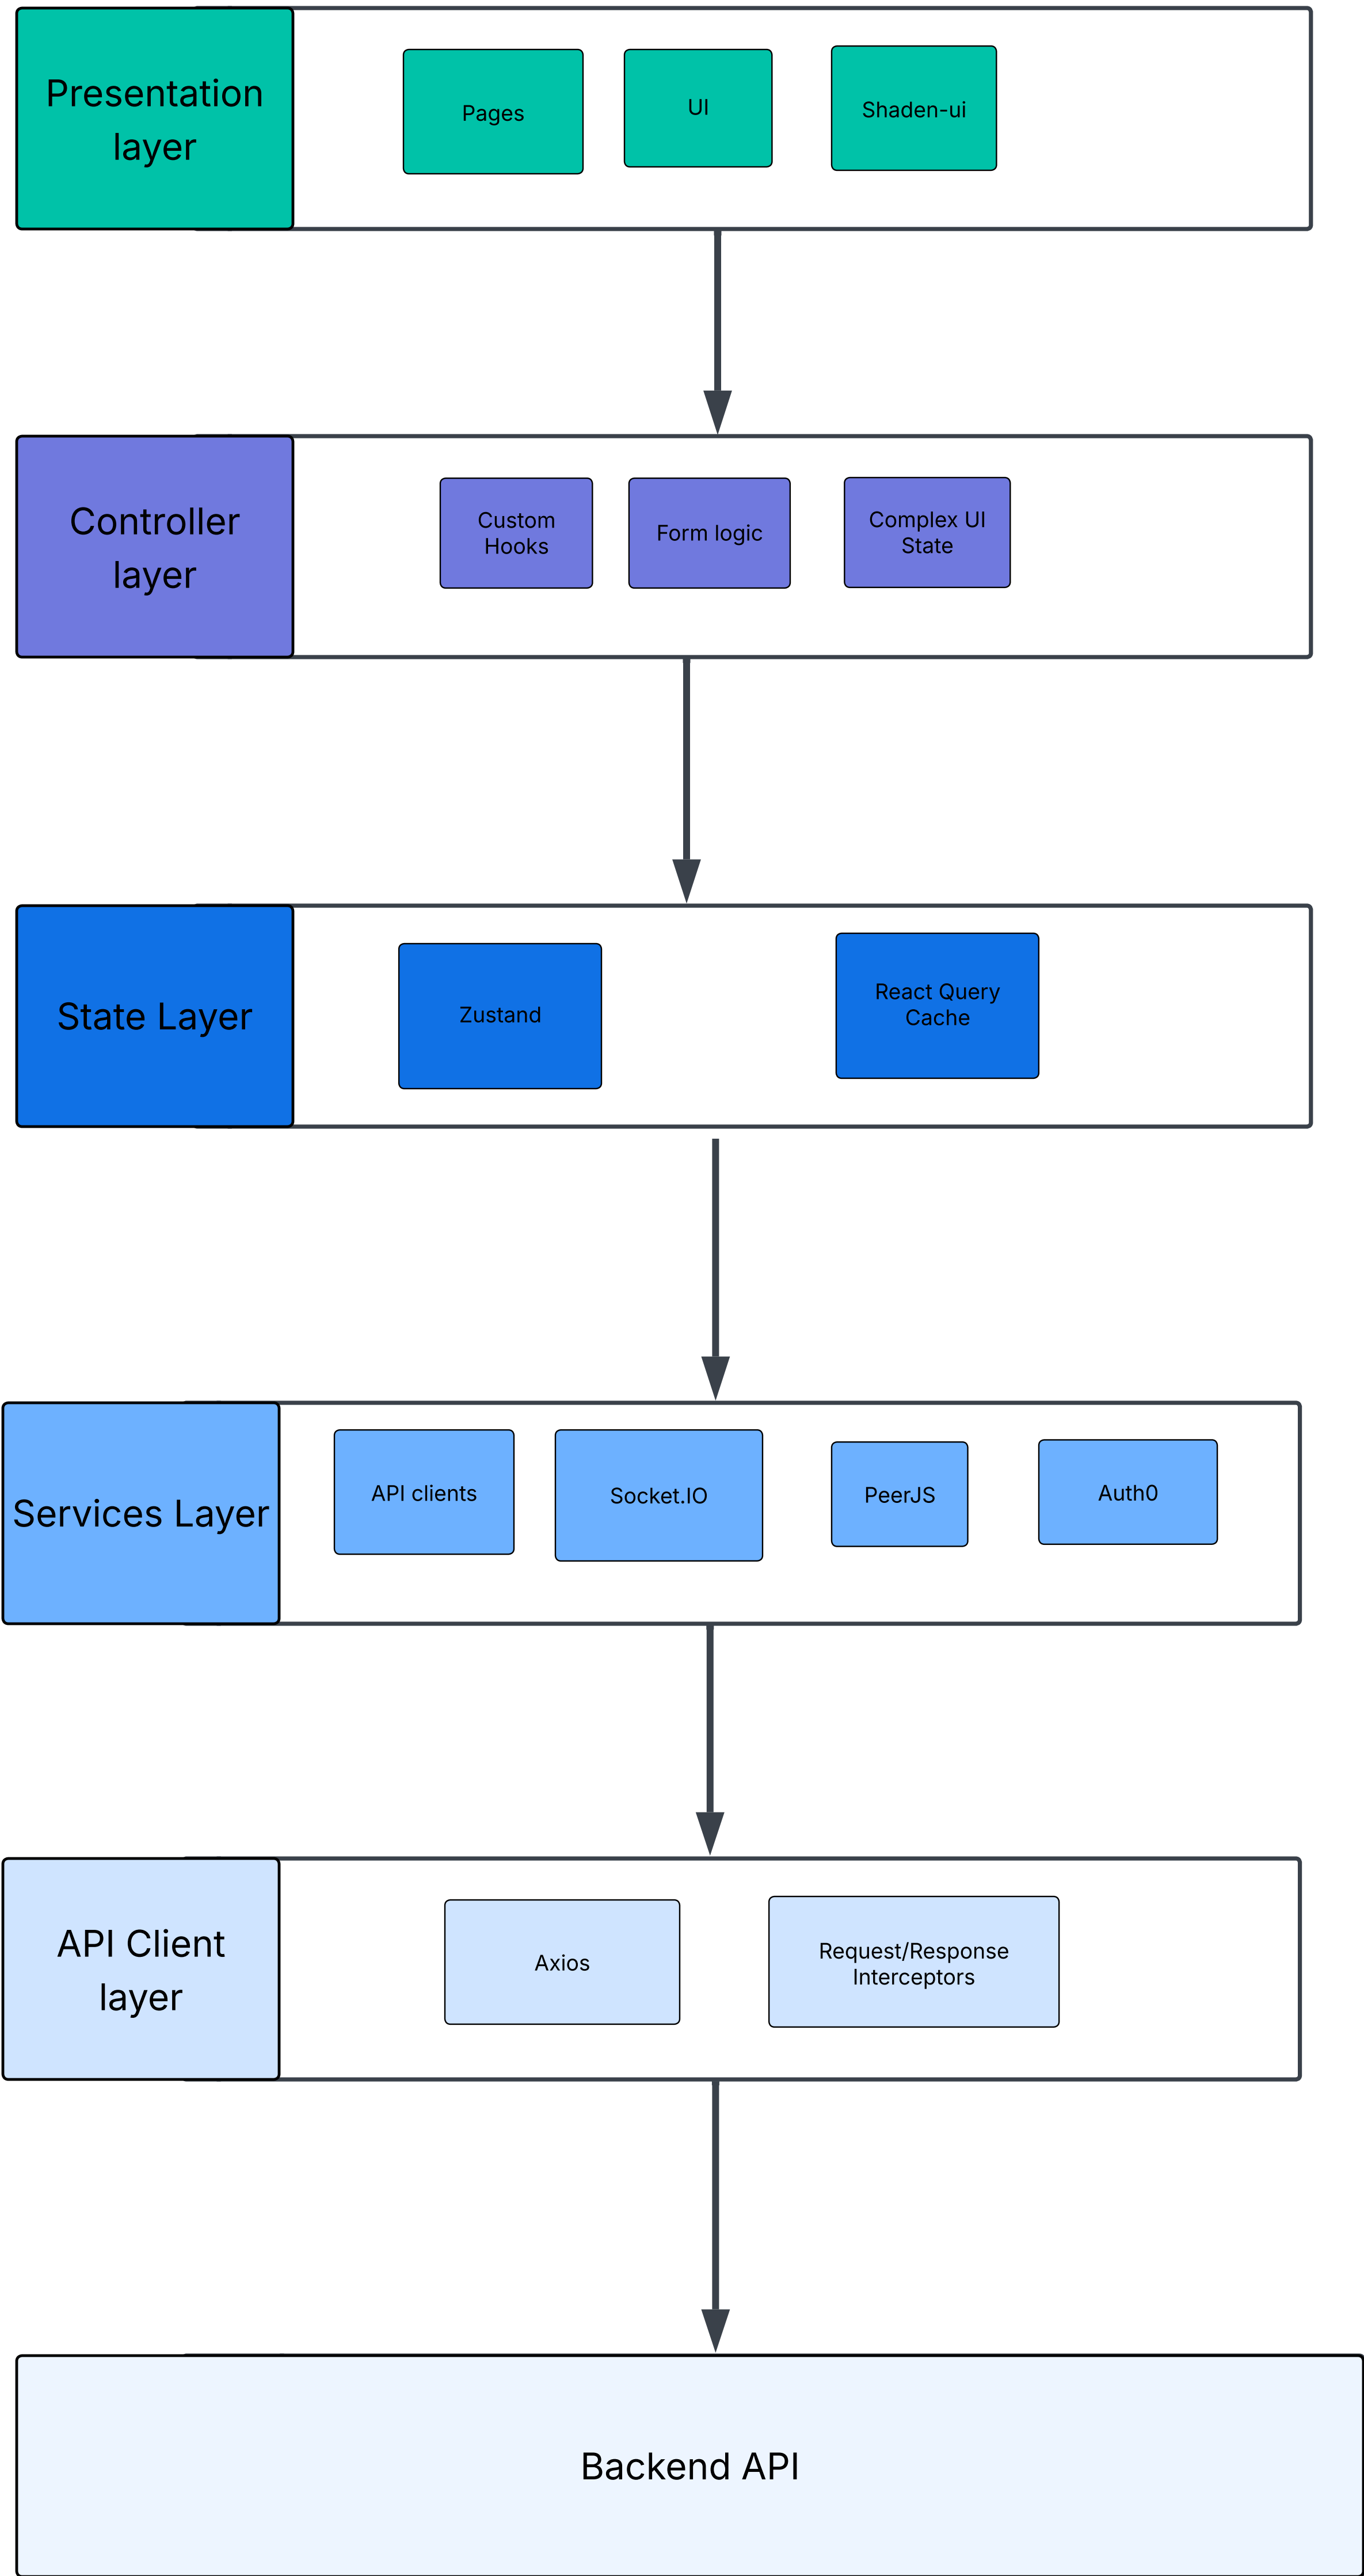 Presentation
layer
Pages
UI
Shaden-ui
Controller
layer
Custom
Hooks
Form logic
Complex UI
State
State Layer
Zustand
React Query
Cache
Services Layer
API clients
Socket.IO
PeerJS
Auth0
API Client
layer
Axios
Request/Response
Interceptors
Backend API